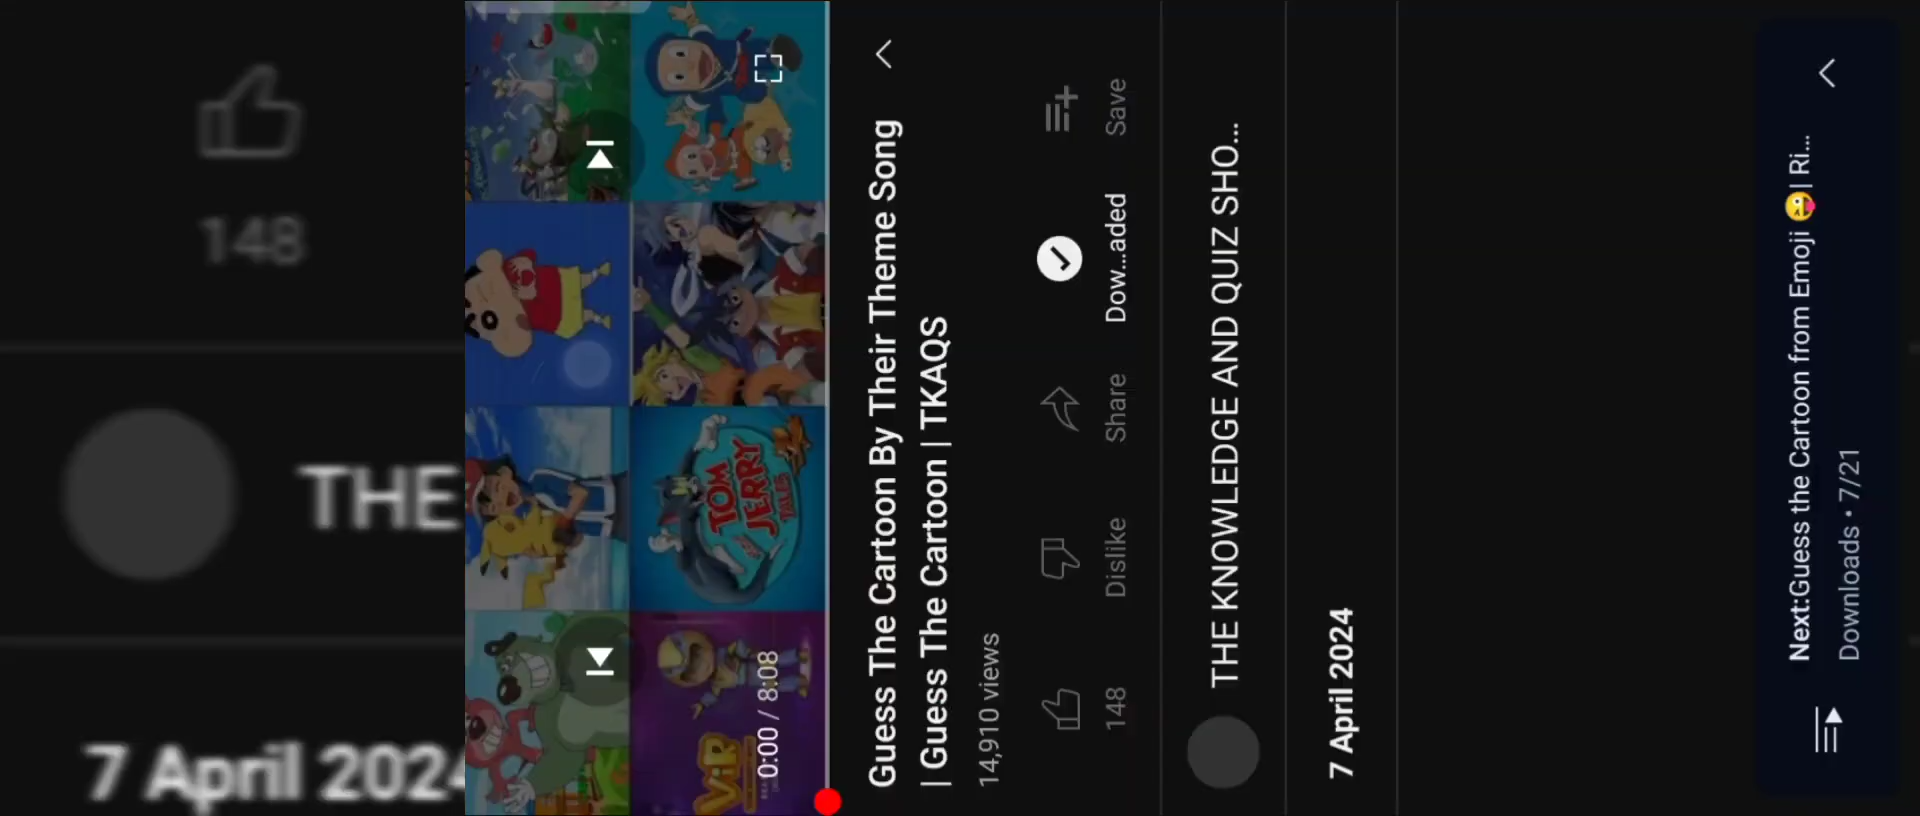 148
THE
7 April 2024
TOM
JERRY
TALES
ViR
0:00 / 8:08
Guess The Cartoon By Their Theme Song
| Guess The Cartoon | TKAQS
14,910 views
148
Dislike
Share
Dow...aded
Save
THE KNOWLEDGE AND QUIZ SHO...
7 April 2024
Next:Guess the Cartoon from Emoji 😜| Ri...
Downloads • 7/21